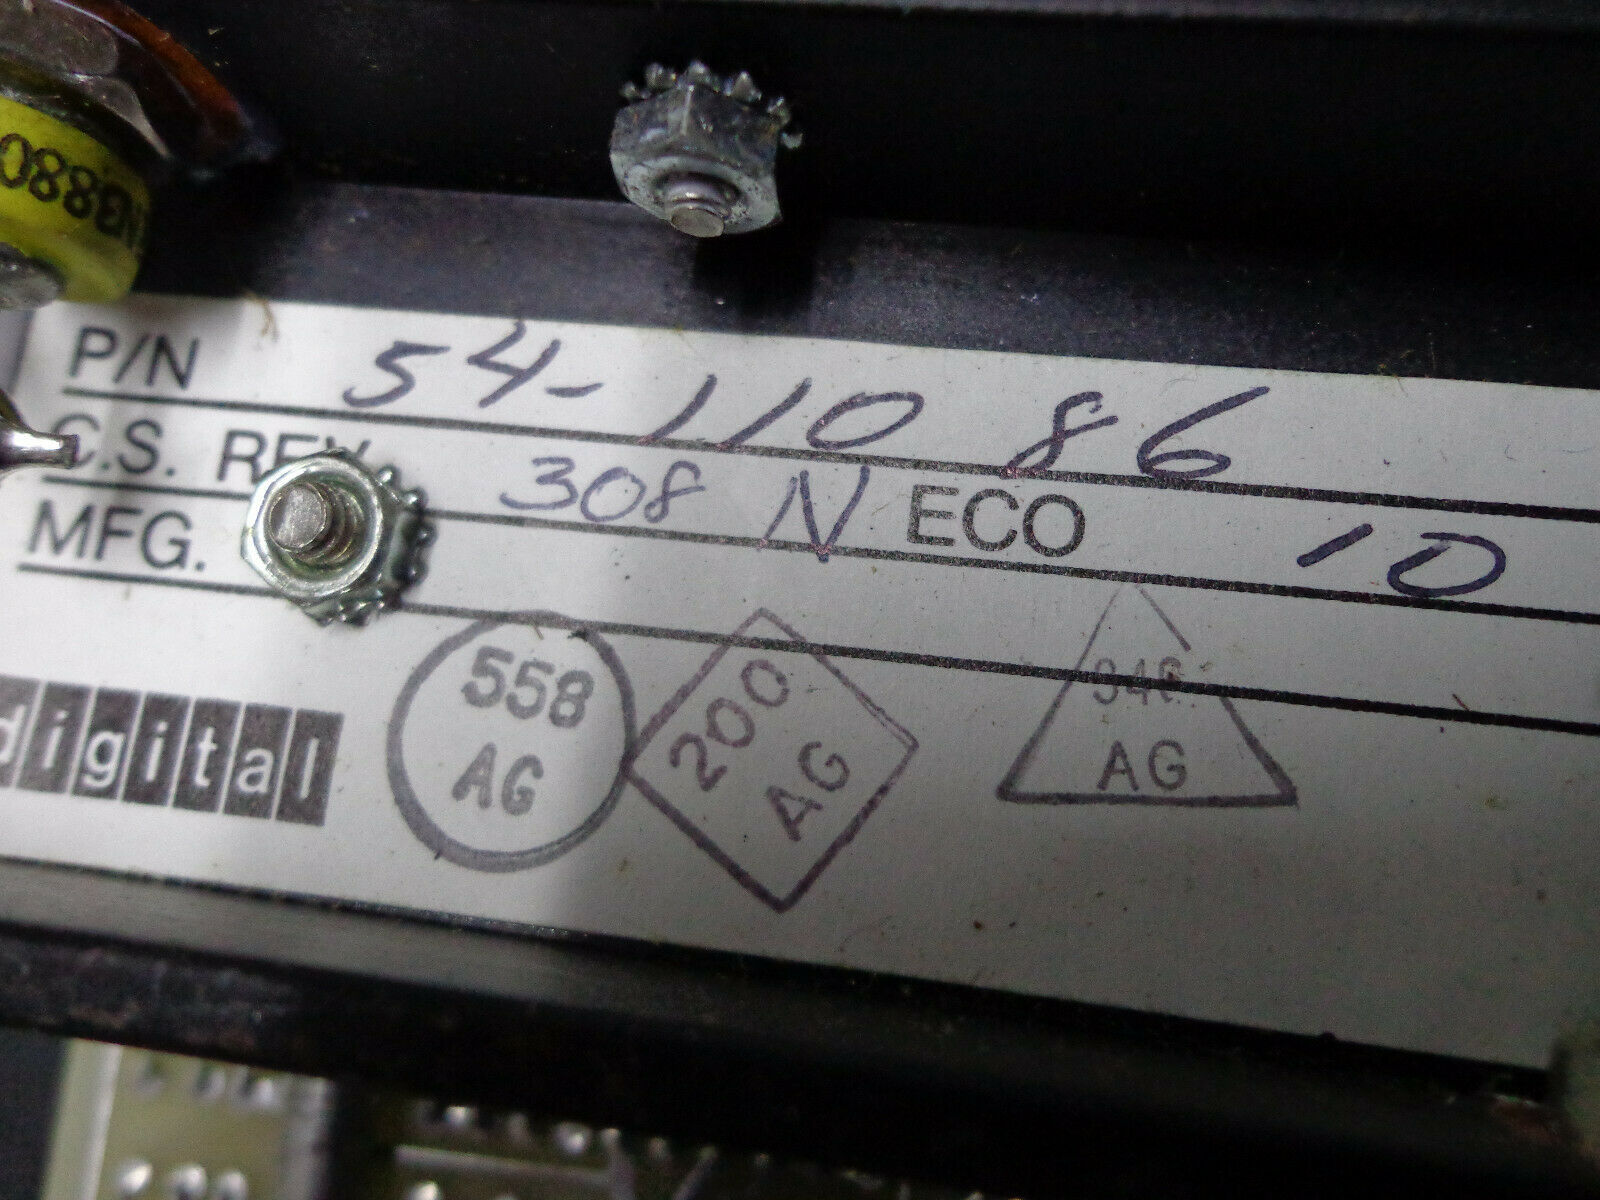 P/N 54-11086
C.S. REV. 308 N ECO 10
MFG.
digital
558
AG
200
AG
AG